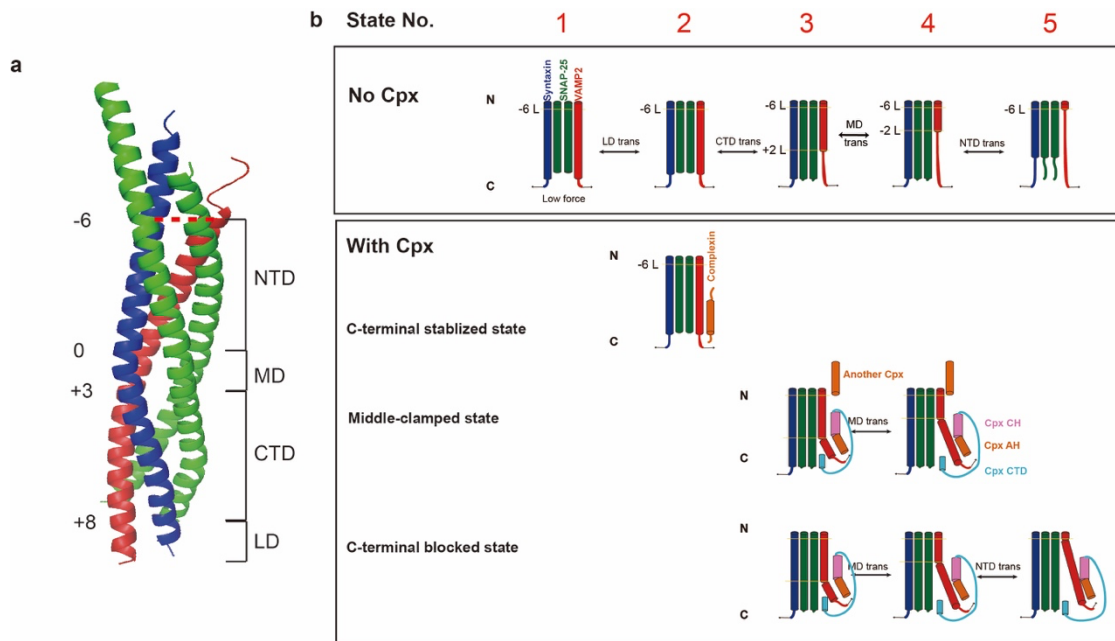 a
-6
0
+3
+8
NTD
MD
CTD
LD
b State No. 1 2 3 4 5
No Cpx
N
C
Syntaxin
SNAP-25
VAMP2
-6 L
Low force
LD trans
-6 L
CTD trans
-6 L
+2 L
MD
trans
-6 L
-2 L
NTD trans
-6 L
With Cpx
C-terminal stablized state
N
C
-6 L
Complexin
Middle-clamped state
N
C
Another Cpx
MD trans
Cpx CH
Cpx AH
Cpx CTD
C-terminal blocked state
N
C
MD trans
NTD trans